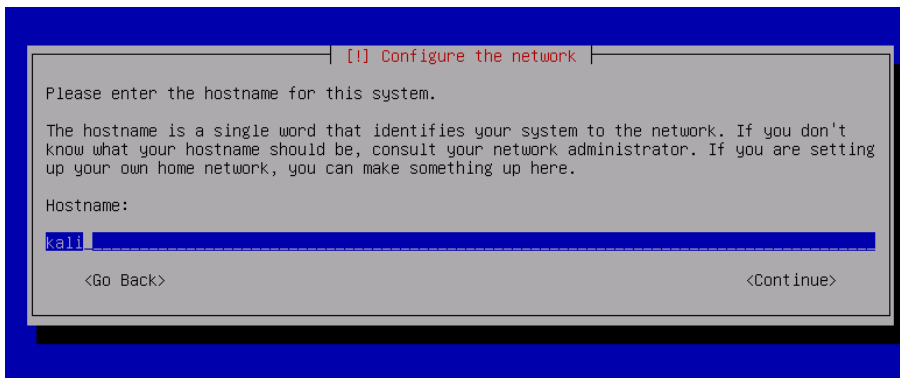 [!] Configure the network
Please enter the hostname for this system.
The hostname is a single word that identifies your system to the network. If you don't
know what your hostname should be, consult your network administrator. If you are setting
up your own home network, you can make something up here.
Hostname:
kali
<Go Back> <Continue>